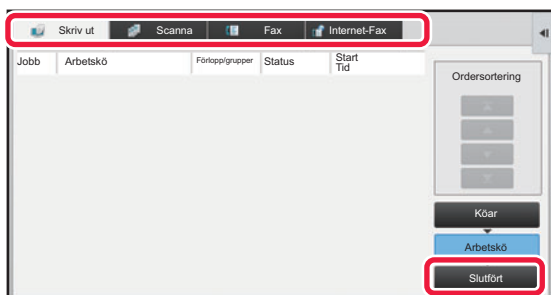 Skriv ut Scanna Fax Internet-Fax
Jobb Arbetskö Förlopp/grupper Status Start
Tid
Ordersortering
Köar
Arbetskö
Slutfört